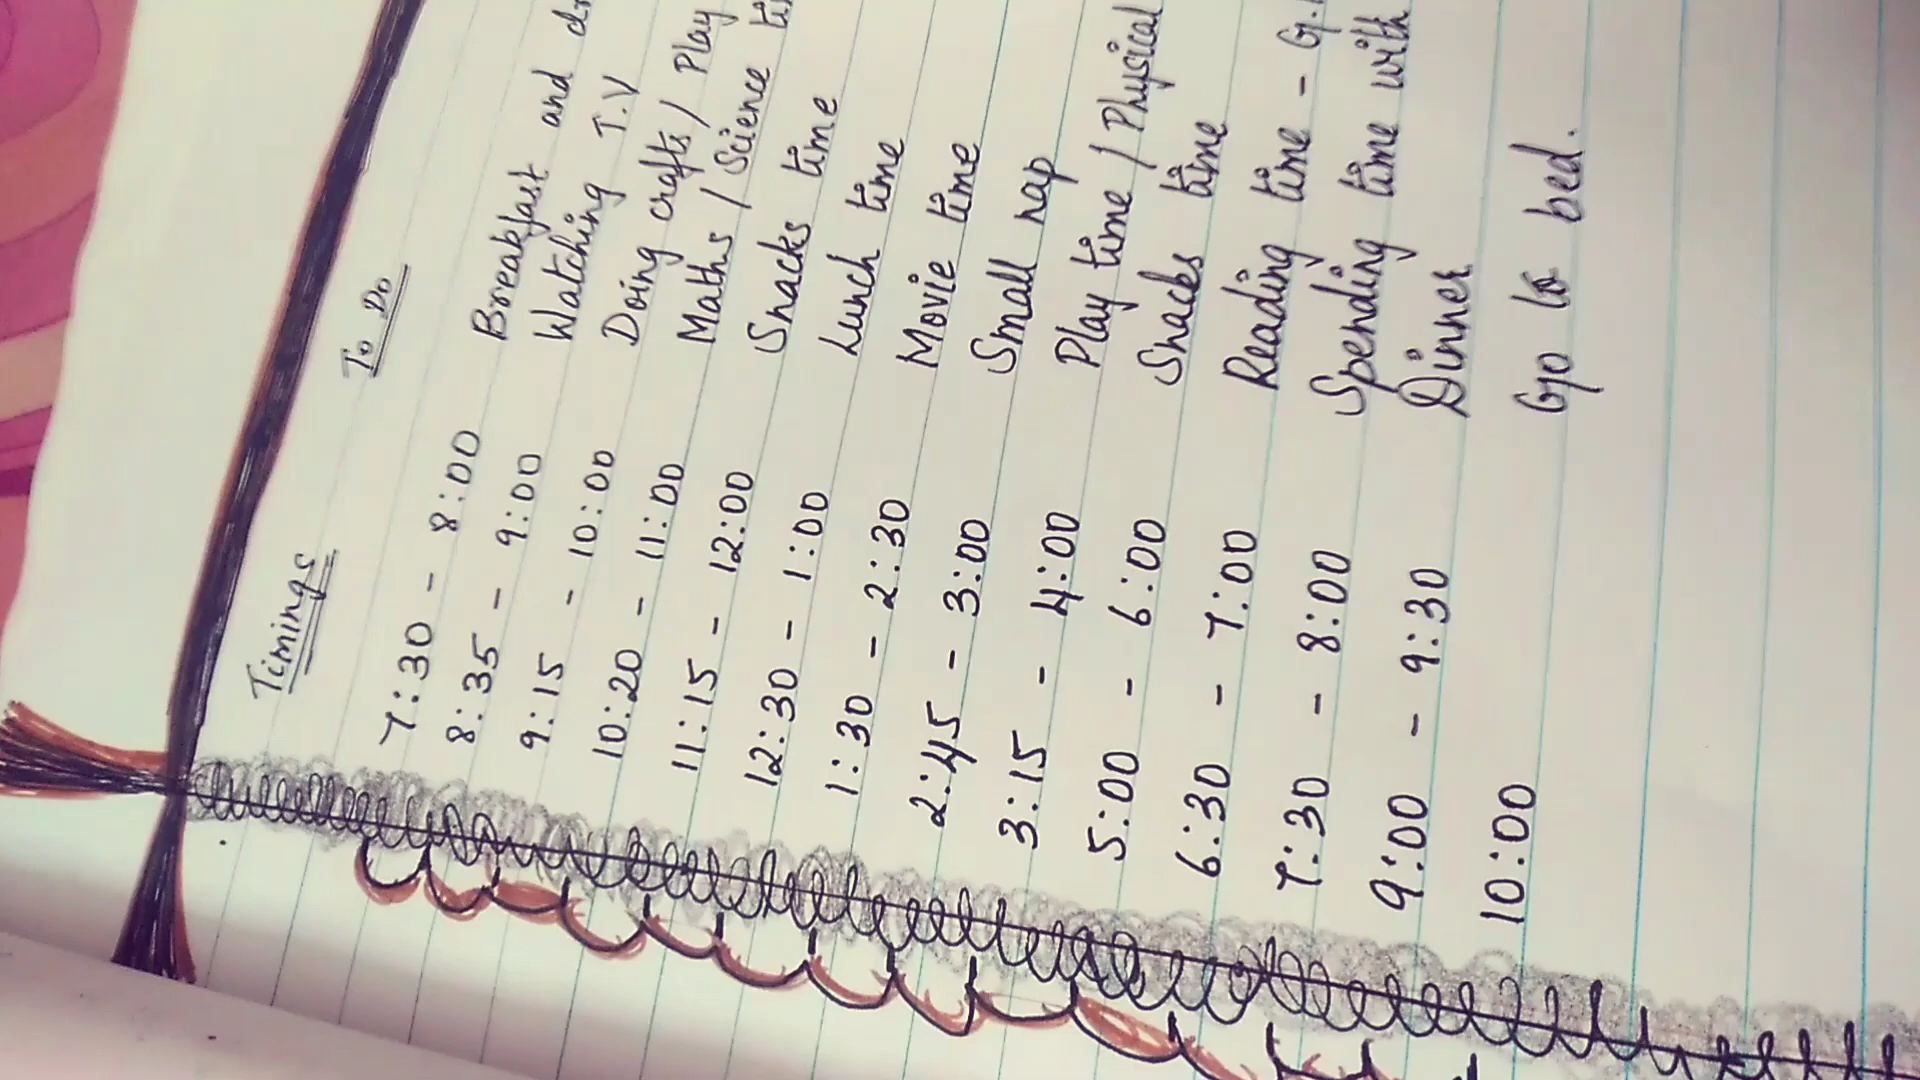 Timings To Do
7:30 - 8:00 Breakfast and
8:35 - 9:00 Watching T.V
9:15 - 10:00 Doing crafts / Play
10:20 - 11:00 Maths / Science
11:15 - 12:00 Snacks time
12:30 - 1:00 Lunch time
1:30 - 2:30 Movie time
2:45 - 3:00 Small nap
3:15 - 4:00 Play time / Physical
5:00 - 6:00 Snacks time
6:30 - 7:00 Reading time -
7:30 - 8:00 Spending time with
9:00 - 9:30 Dinner
10:00 Go to bed.